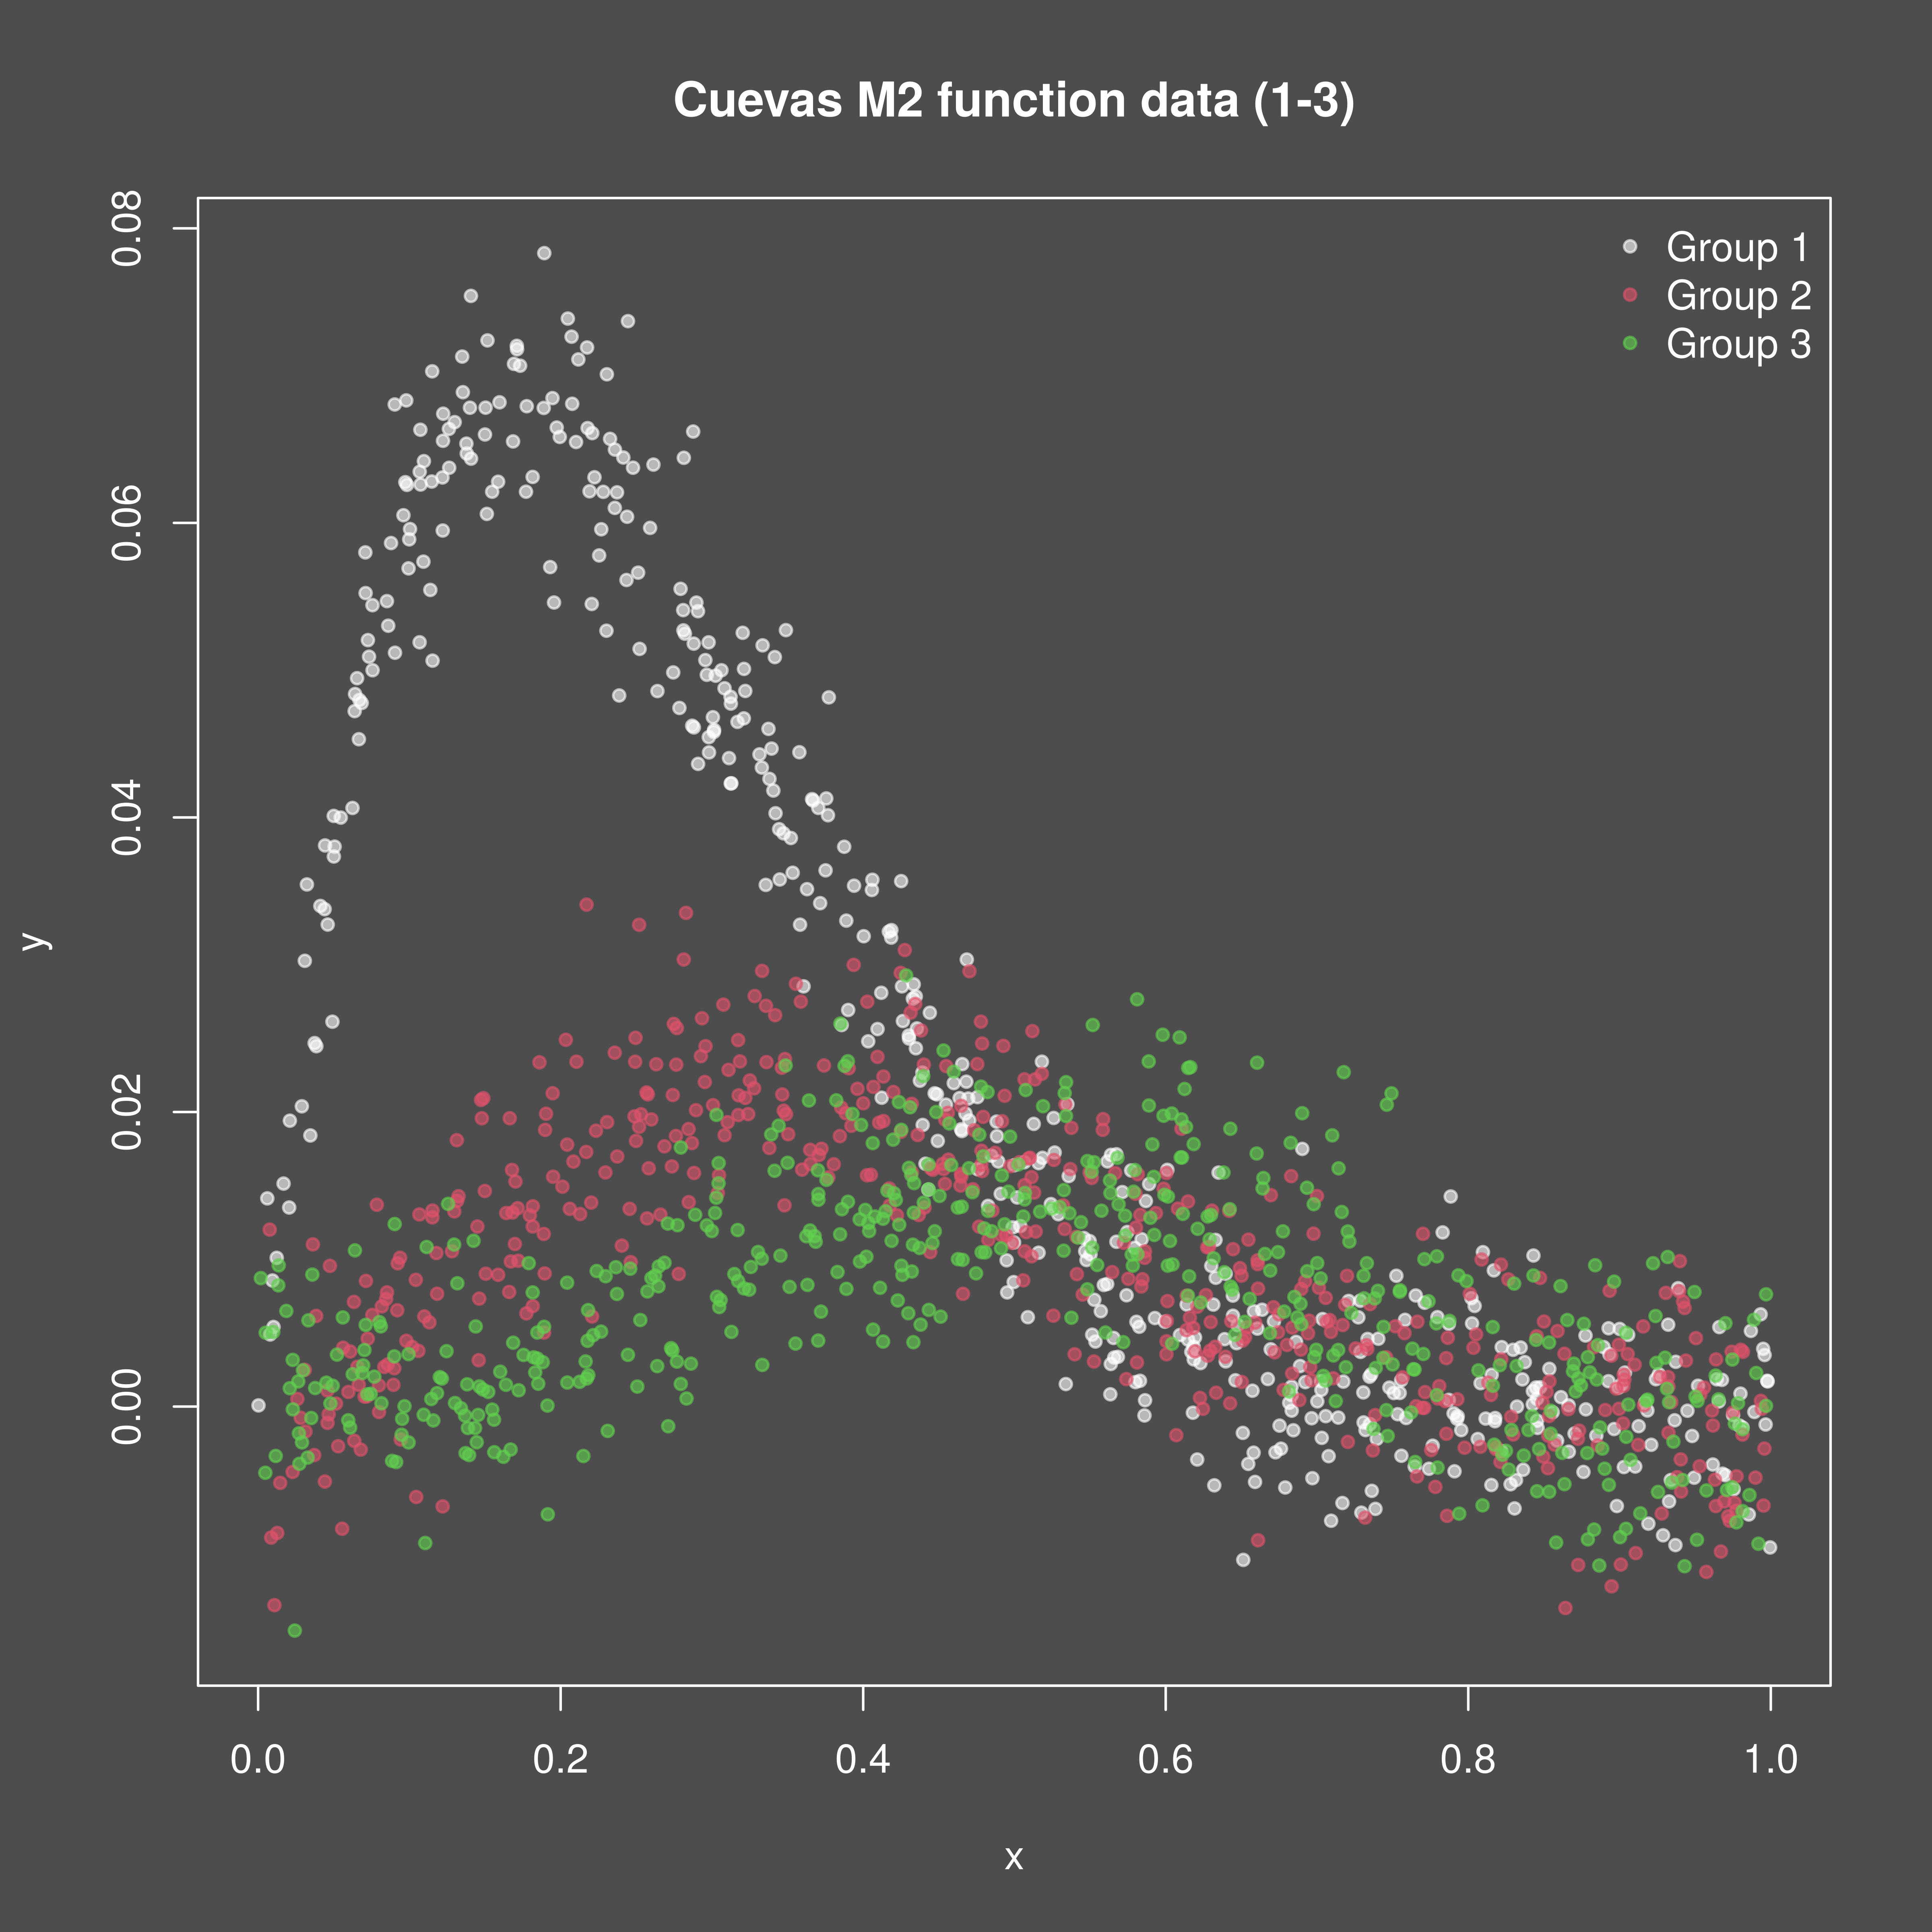 Cuevas M2 function data (1-3)
Group 1
Group 2
Group 3
0.08
0.06
0.04
0.02
0.00
y
0.0 0.2 0.4 0.6 0.8 1.0
x